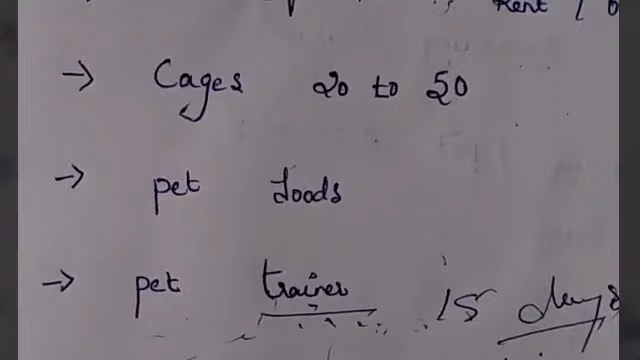 Rent /
→ Cages 20 to 50
→ pet foods
→ pet trainer 15 days